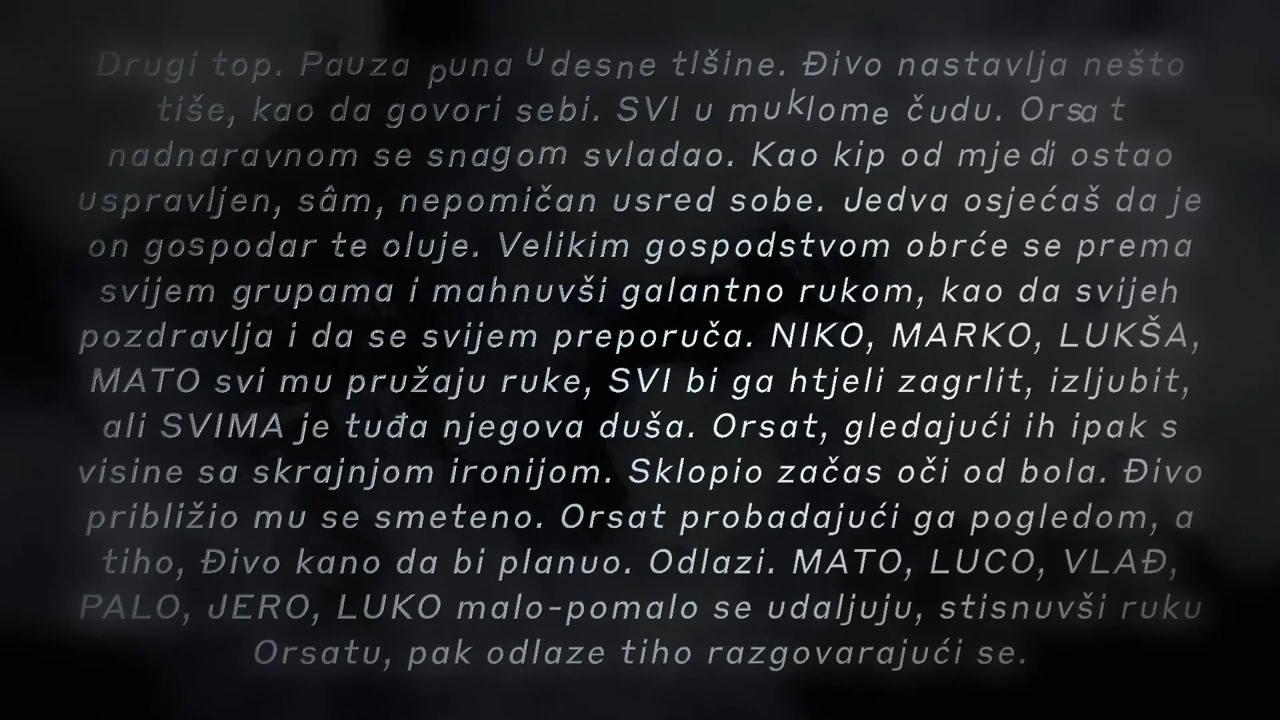 Drugi top. Pauza puna udesne tišine. Đivo nastavlja nešto
tiše, kao da govori sebi. SVI u muklome čudu. Orsat
nadnaravnom se snagom svladao. Kao kip od mjedi ostao
uspravljen, sâm, nepomičan usred sobe. Jedva osjećaš da je
on gospodar te oluje. Velikim gospodstvom obrće se prema
svijem grupama i mahnuvši galantno rukom, kao da svijeh
pozdravlja i da se svijem preporuča. NIKO, MARKO, LUKŠA,
MATO svi mu pružaju ruke, SVI bi ga htjeli zagrlit, izljubit,
ali SVIMA je tuđa njegova duša. Orsat, gledajući ih ipak s
visine sa skrajnjom ironijom. Sklopio začas oči od bola. Đivo
približio mu se smeteno. Orsat probadajući ga pogledom, a
tiho, Đivo kano da bi planuo. Odlazi. MATO, LUCO, VLAĐ,
PALO, JERO, LUKO malo-pomalo se udaljuju, stisnuvši ruku
Orsatu, pak odlaze tiho razgovarajući se.